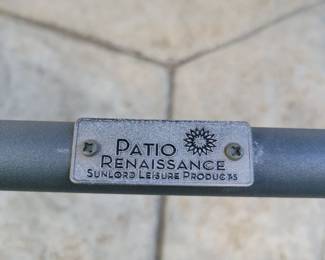 PATIO
RENAISSANCE
SUNLORD LEISURE PRODUCTS